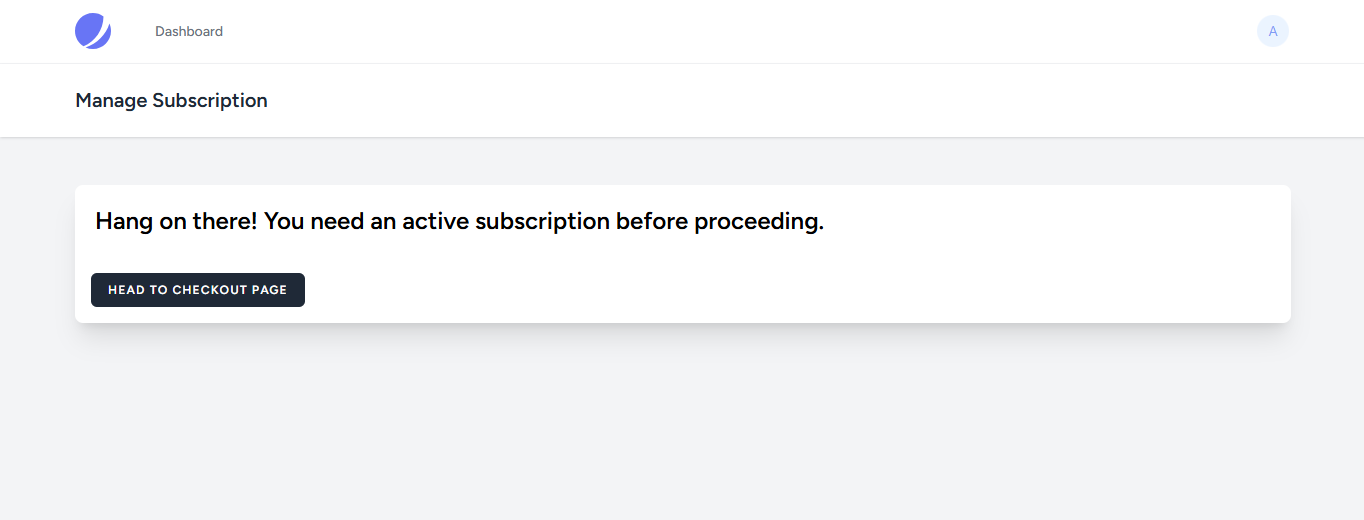 Dashboard
A
Manage Subscription
Hang on there! You need an active subscription before proceeding.
HEAD TO CHECKOUT PAGE